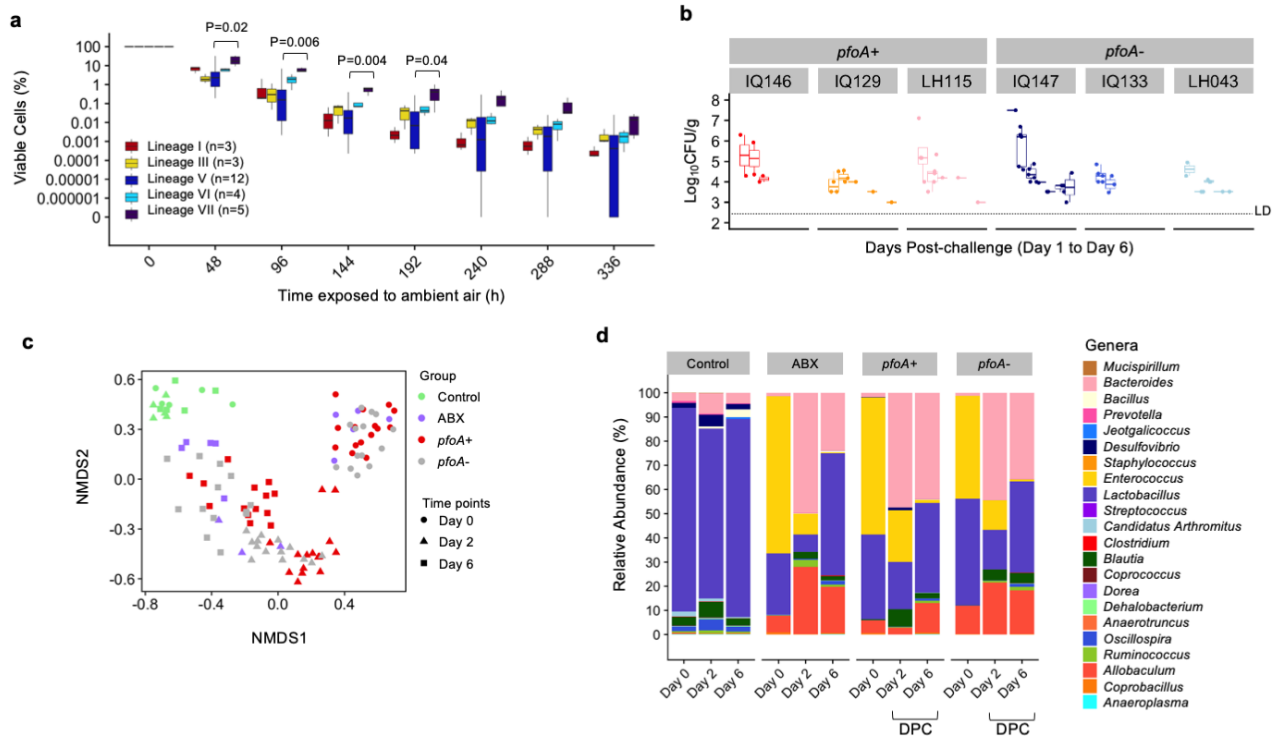 a
P=0.02
P=0.006
P=0.004
P=0.04
Viable Cells (%)
100
10
1
0.1
0.01
0.001
0.0001
0.00001
0.000001
0
Lineage I (n=3)
Lineage III (n=3)
Lineage V (n=12)
Lineage VI (n=4)
Lineage VII (n=5)
0
48
96
144
192
240
288
336
Time exposed to ambient air (h)
b
pfoA+
pfoA-
IQ146
IQ129
LH115
IQ147
IQ133
LH043
Log10CFU/g
8
7
6
5
4
3
2
LD
Days Post-challenge (Day 1 to Day 6)
c
NMDS2
0.6
0.3
0.0
-0.3
-0.6
-0.8
-0.4
0.0
0.4
NMDS1
Group
Control
ABX
pfoA+
pfoA-
Time points
Day 0
Day 2
Day 6
d
Control
ABX
pfoA+
pfoA-
Relative Abundance (%)
100
90
80
70
60
50
40
30
20
10
0
Day 0
Day 2
Day 6
Day 0
Day 2
Day 6
Day 0
Day 2
Day 6
Day 0
Day 2
Day 6
DPC
DPC
Genera
Mucispirillum
Bacteroides
Bacillus
Prevotella
Jeotgalicoccus
Desulfovibrio
Staphylococcus
Enterococcus
Lactobacillus
Streptococcus
Candidatus Arthromitus
Clostridium
Blautia
Coprococcus
Dorea
Dehalobacterium
Anaerotruncus
Oscillospira
Ruminococcus
Allobaculum
Coprobacillus
Anaeroplasma